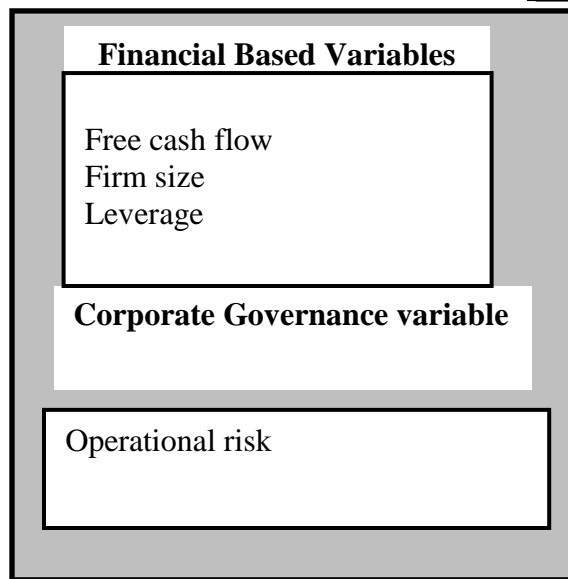 Financial Based Variables
Free cash flow
Firm size
Leverage
Corporate Governance variable
Operational risk